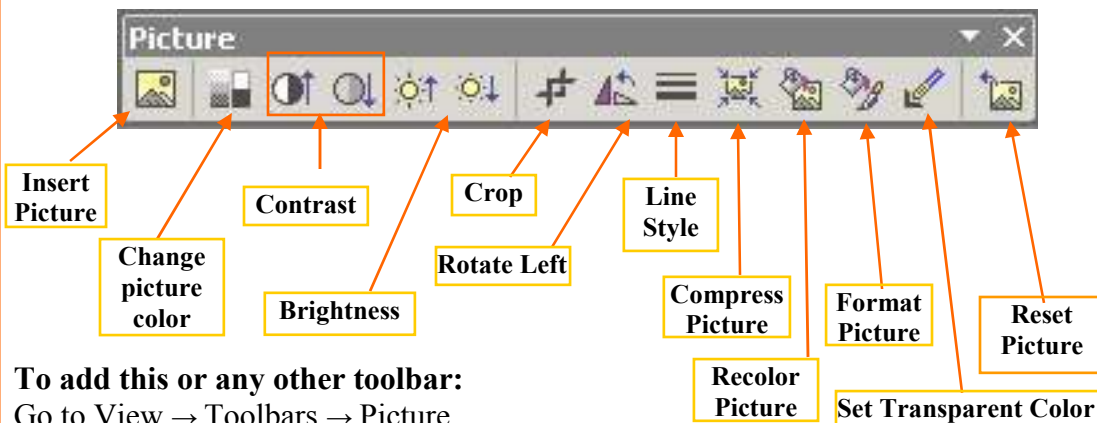 Picture
Insert
Picture
Change
picture
color
Contrast
Brightness
Crop
Rotate Left
Line
Style
Compress
Picture
Recolor
Picture
Format
Picture
Set Transparent Color
Reset
Picture
To add this or any other toolbar:
Go to View → Toolbars → Picture